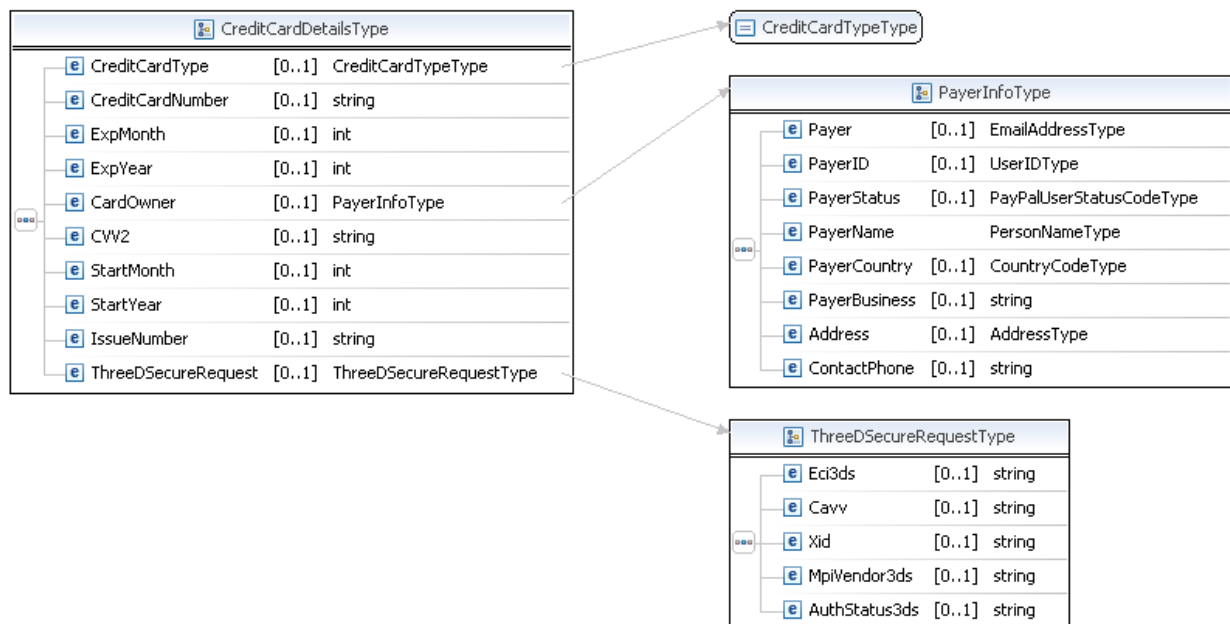 CreditCardDetailsType
e CreditCardType [0..1] CreditCardTypeType
e CreditCardNumber [0..1] string
e ExpMonth [0..1] int
e ExpYear [0..1] int
e CardOwner [0..1] PayerInfoType
e CVV2 [0..1] string
e StartMonth [0..1] int
e StartYear [0..1] int
e IssueNumber [0..1] string
e ThreeDSecureRequest [0..1] ThreeDSecureRequestType
CreditCardTypeType
PayerInfoType
e Payer [0..1] EmailAddressType
e PayerID [0..1] UserIDType
e PayerStatus [0..1] PayPalUserStatusCodeType
e PayerName PersonNameType
e PayerCountry [0..1] CountryCodeType
e PayerBusiness [0..1] string
e Address [0..1] AddressType
e ContactPhone [0..1] string
ThreeDSecureRequestType
e Eci3ds [0..1] string
e Cavv [0..1] string
e Xid [0..1] string
e MpiVendor3ds [0..1] string
e AuthStatus3ds [0..1] string